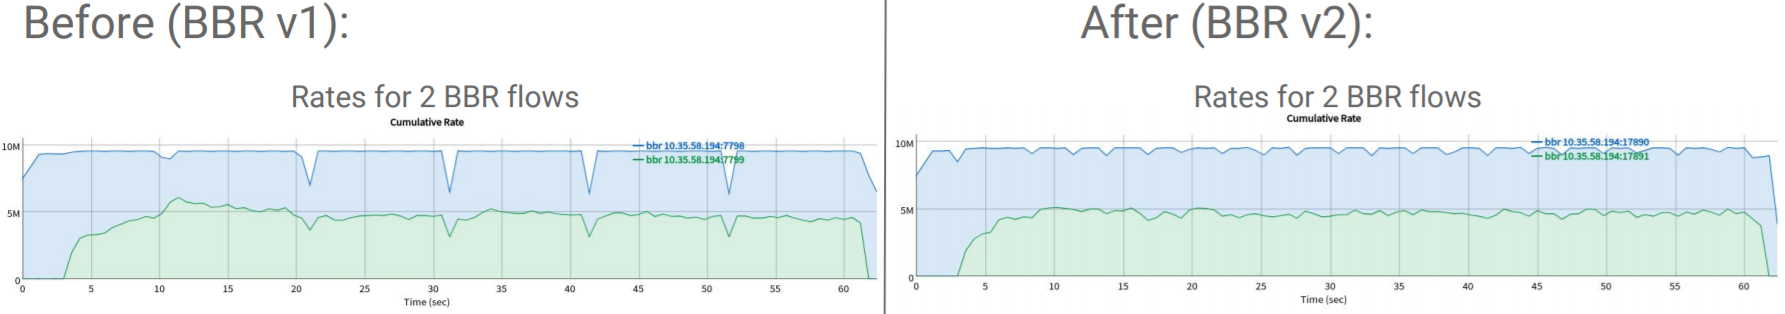 Before (BBR v1):
Rates for 2 BBR flows
Cumulative Rate
10M
bbr 10.35.58.194:7798
bbr 10.35.58.194:7799
5M
0
0 5 10 15 20 25 30 35 40 45 50 55 60
Time (sec)
After (BBR v2):
Rates for 2 BBR flows
Cumulative Rate
10M
bbr 10.35.58.194:17890
bbr 10.35.58.194:17891
5M
0
0 5 10 15 20 25 30 35 40 45 50 55 60
Time (sec)